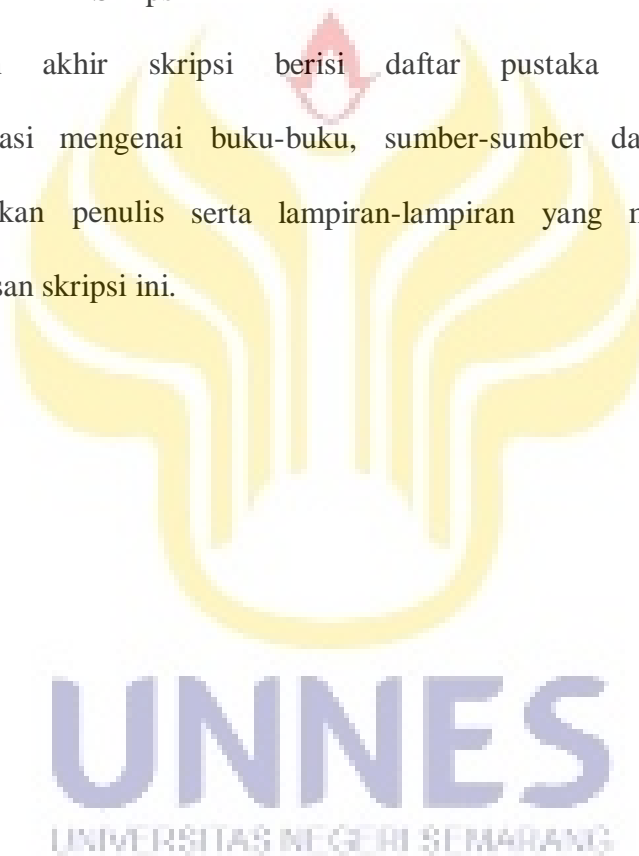 akhir skripsi berisi daftar pustaka
asi mengenai buku-buku, sumber-sumber da
kan penulis serta lampiran-lampiran yang
san skripsi ini.
UNNES
UNIVERSITAS NEGERI SEMARANG